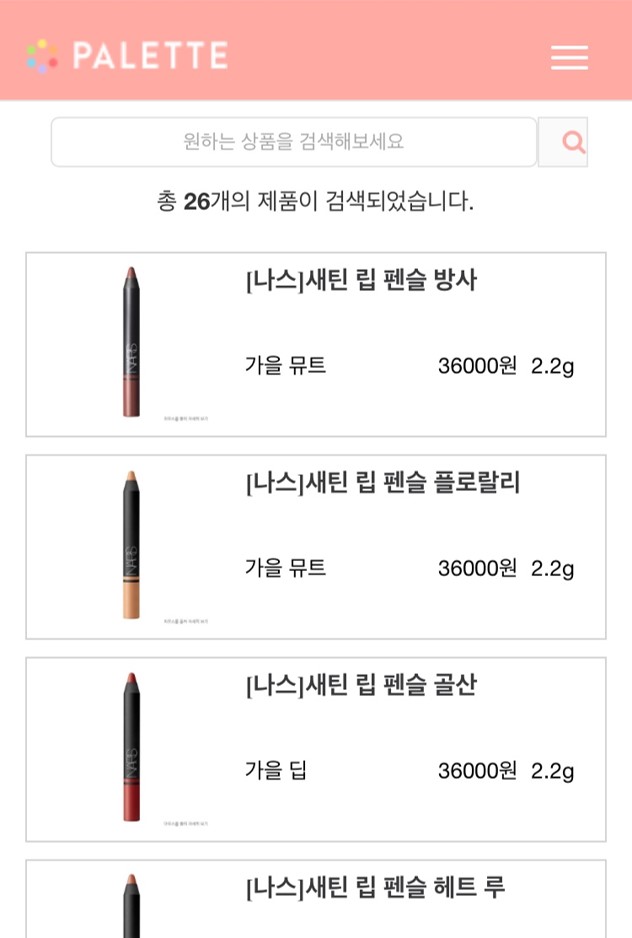 PALETTE
원하는 상품을 검색해보세요
총 26개의 제품이 검색되었습니다.
[나스]새틴 립 펜슬 방사
NARS
가을 뮤트 36000원 2.2g
[나스]새틴 립 펜슬 플로랄리
NARS
가을 뮤트 36000원 2.2g
[나스]새틴 립 펜슬 골산
NARS
가을 딥 36000원 2.2g
[나스]새틴 립 펜슬 헤트 루